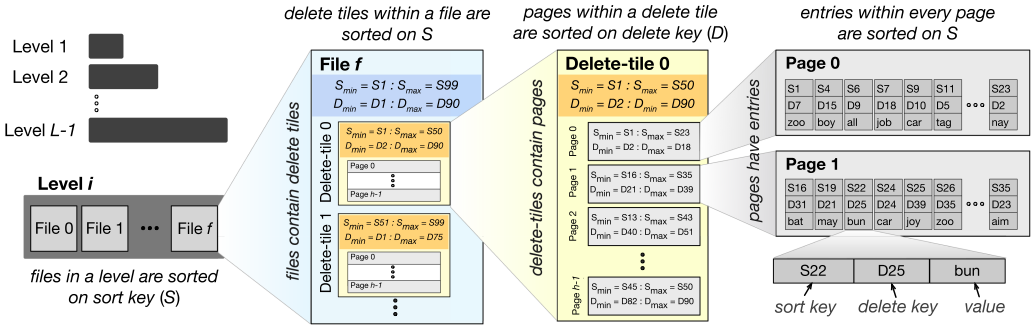 Level 1
Level 2
Level L-1
Level i
File 0
File 1
File f
files in a level are sorted
on sort key (S)
delete tiles within a file are
sorted on S
files contain delete tiles
File f
Smin = S1 : Smax = S99
Dmin = D1 : Dmax = D90
Delete-tile 0
Smin = S1 : Smax = S50
Dmin = D2 : Dmax = D90
Page 0
Page h-1
Delete-tile 1
Smin = S51 : Smax = S99
Dmin = D1 : Dmax = D75
Page 0
Page h-1
pages within a delete tile
are sorted on delete key (D)
delete-tiles contain pages
Delete-tile 0
Smin = S1 : Smax = S50
Dmin = D2 : Dmax = D90
Page 0
Smin = S1 : Smax = S23
Dmin = D2 : Dmax = D18
Page 1
Smin = S16 : Smax = S35
Dmin = D21 : Dmax = D39
Page 2
Smin = S13 : Smax = S43
Dmin = D40 : Dmax = D51
Page h-1
Smin = S45 : Smax = S50
Dmin = D82 : Dmax = D90
entries within every page
are sorted on S
pages have entries
Page 0
S1 S4 S6 S7 S9 S11 S23
D7 D15 D9 D18 D10 D5 D2
zoo boy all job car tag nay
Page 1
S16 S19 S22 S24 S25 S26 S35
D31 D21 D25 D24 D39 D35 D23
bat may bun car joy zoo aim
S22 D25 bun
sort key delete key value